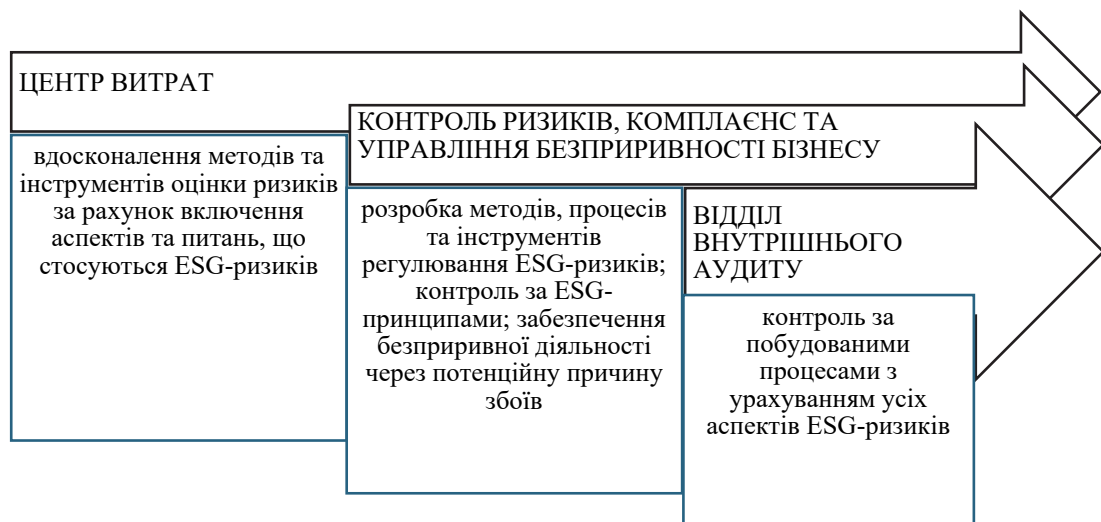 ЦЕНТР ВИТРАТ
вдосконалення методів та
інструментів оцінки ризиків
за рахунок включення
аспектів та питань, що
стосуються ESG-ризиків
КОНТРОЛЬ РИЗИКІВ, КОМПЛАЄНС ТА
УПРАВЛІННЯ БЕЗПРИРИВНОСТІ БІЗНЕСУ
розробка методів, процесів
та інструментів
регулювання ESG-ризиків;
контроль за ESG-
принципами; забезпечення
безприривної діяльності
через потенційну причину
збоїв
ВІДДІЛ
ВНУТРІШНЬОГО
АУДИТУ
контроль за
побудованими
процесами з
урахуванням усіх
аспектів ESG-ризиків